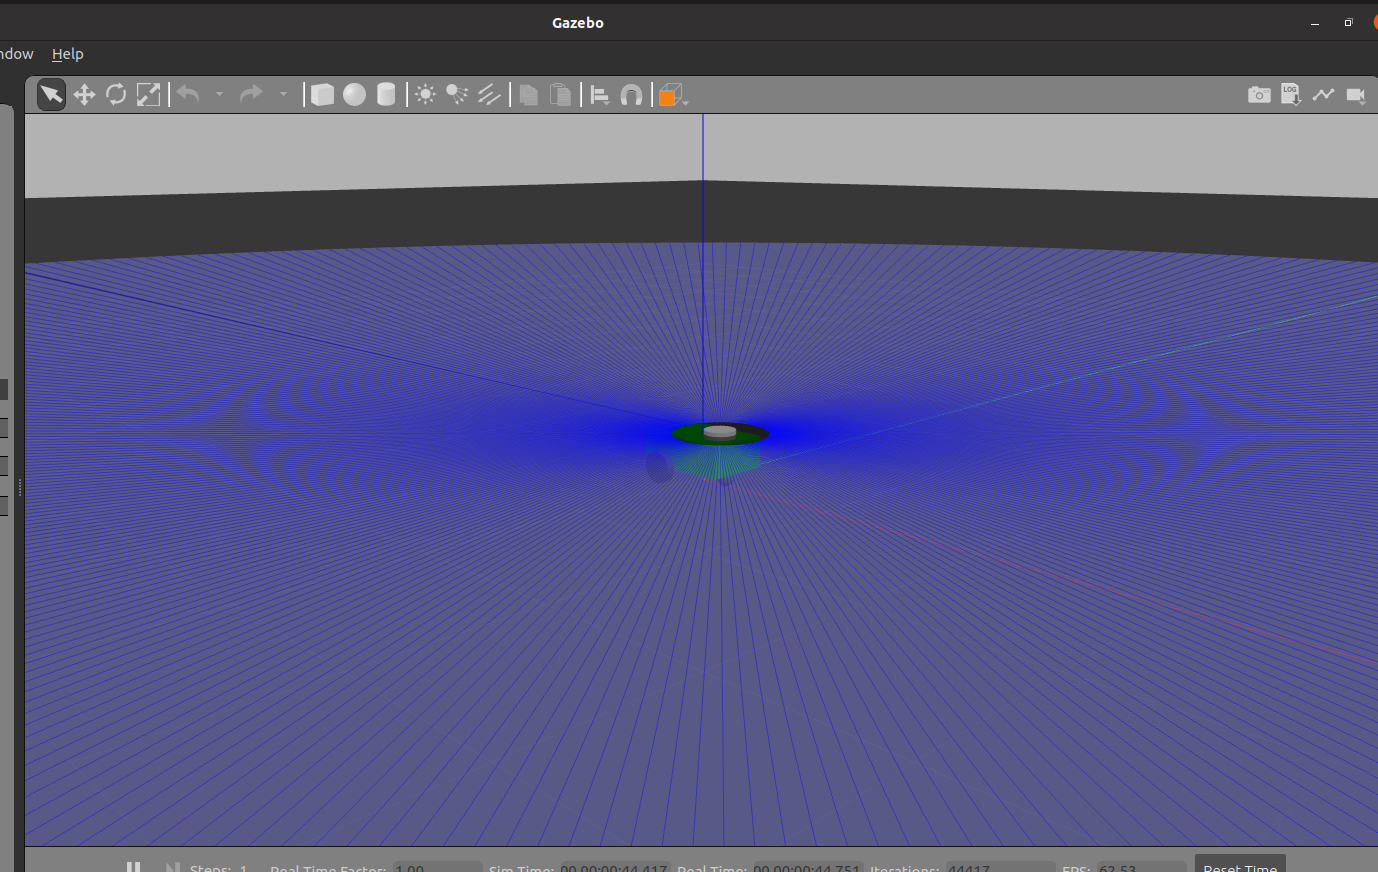 Gazebo
ndow Help
LOG
Steps: 1 Real Time Factor: 1.00 Sim Time: 00 00:00:44.417 Real Time: 00 00:00:44.751 Iterations: 44417 FPS: 62.53 Reset Time